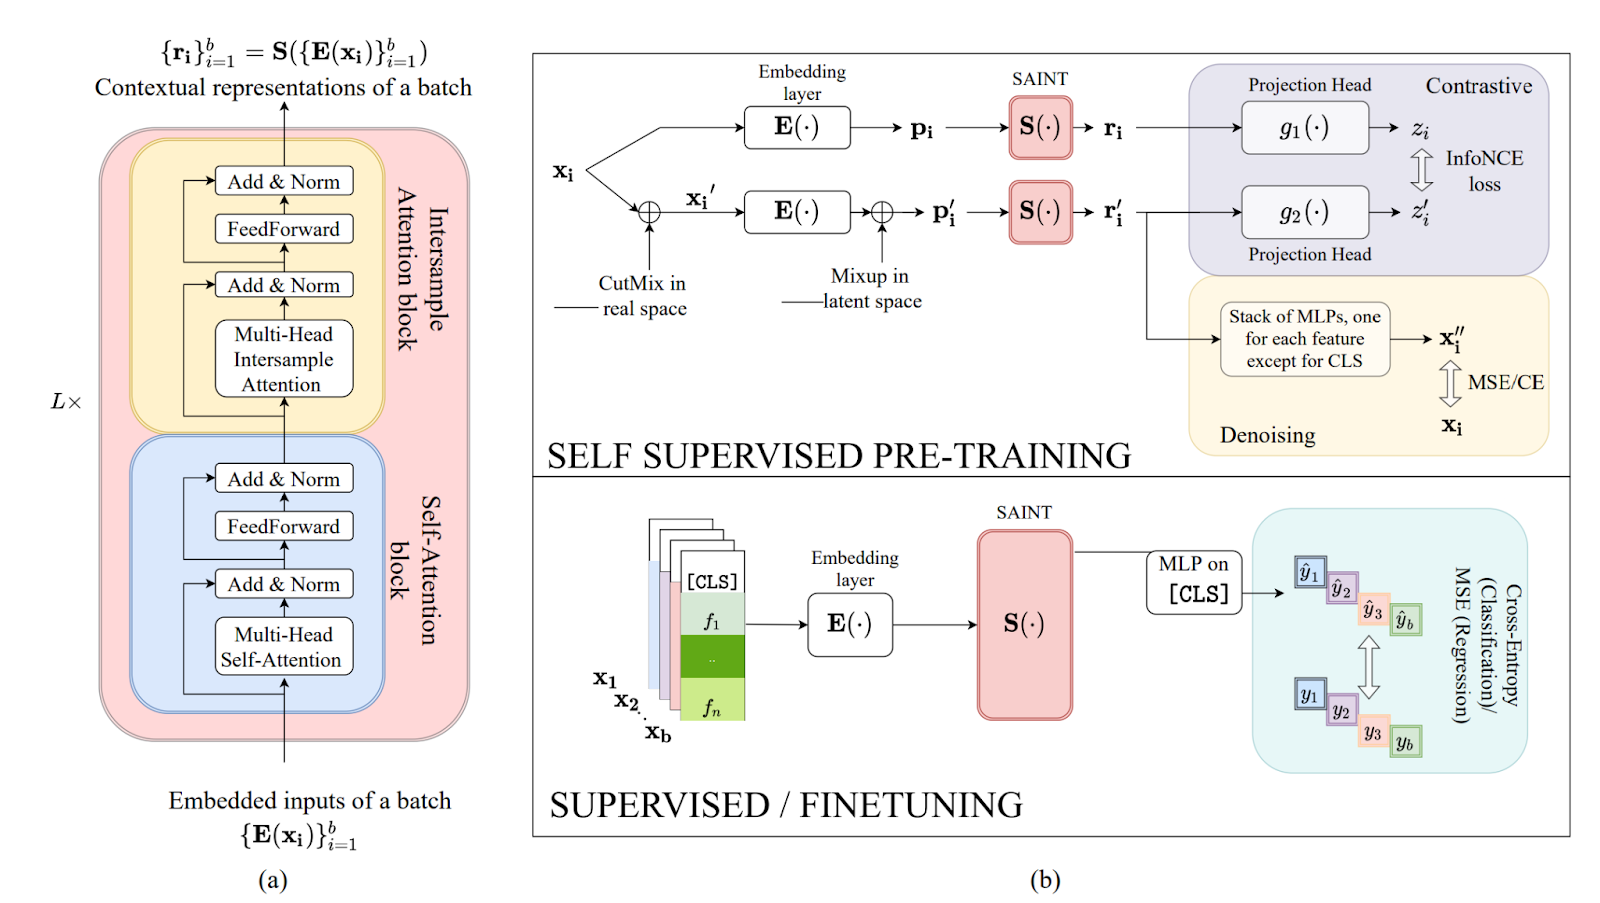 {r_i}_{i=1}^b = S({E(x_i)}_{i=1}^b)
Contextual representations of a batch
Add & Norm
FeedForward
Add & Norm
Multi-Head
Intersample
Attention
Intersample
Attention block
L×
Add & Norm
FeedForward
Add & Norm
Multi-Head
Self-Attention
Self-Attention
block
Embedded inputs of a batch
{E(x_i)}_{i=1}^b
(a)
x_i
Embedding
layer
E(·)
p_i
SAINT
S(·)
r_i
Projection Head
g_1(·)
z_i
Contrastive
InfoNCE
loss
x_i′
E(·)
p_i′
S(·)
r_i′
g_2(·)
z_i′
Projection Head
CutMix in
real space
Mixup in
latent space
Stack of MLPs, one
for each feature
except for CLS
x_i″
MSE/CE
x_i
Denoising
SELF SUPERVISED PRE-TRAINING
[CLS]
f_1
..
f_n
x_1
x_2
..
x_b
Embedding
layer
E(·)
SAINT
S(·)
MLP on
[CLS]
ŷ_1
ŷ_2
ŷ_3
ŷ_b
y_1
y_2
y_3
y_b
Cross-Entropy
(Classification)/
MSE (Regression)
SUPERVISED / FINETUNING
(b)